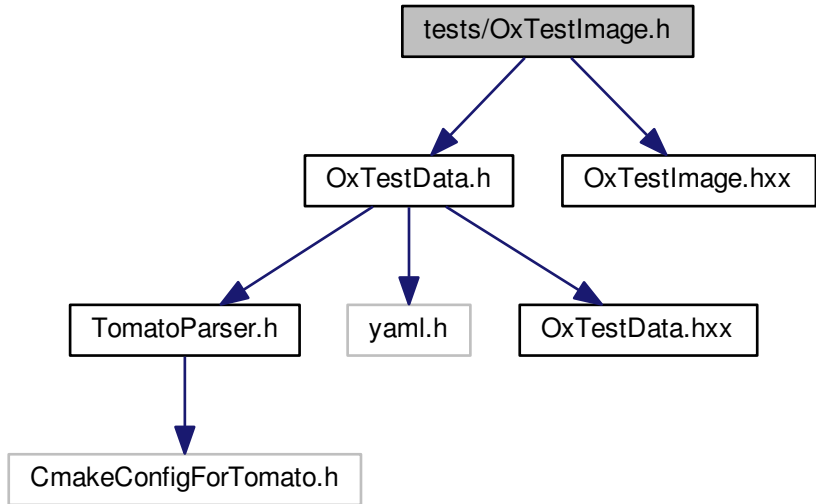 tests/OxTestImage.h
OxTestData.h
OxTestImage.hxx
TomatoParser.h
yaml.h
OxTestData.hxx
CmakeConfigForTomato.h